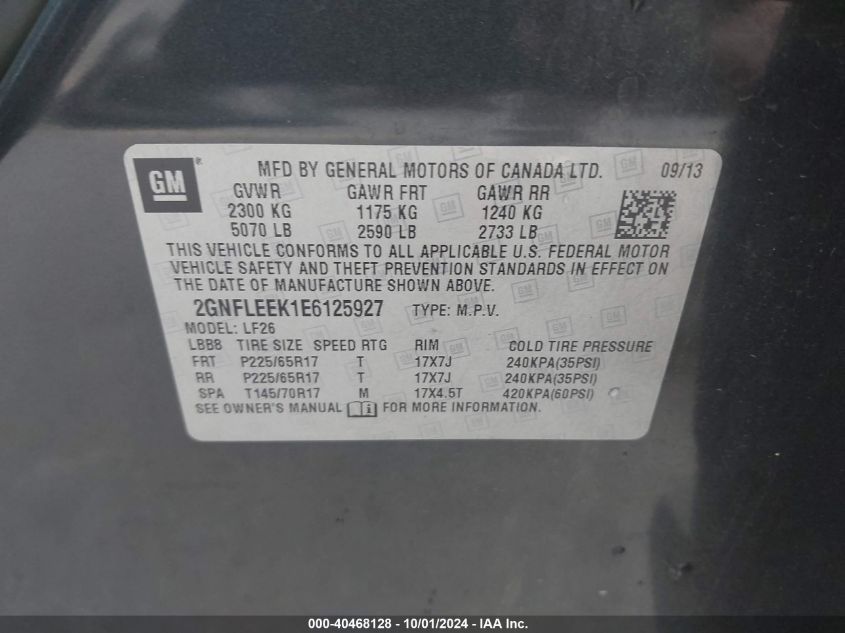 GM ® MFD BY GENERAL MOTORS OF CANADA LTD. 09/13
GVWR GAWR FRT GAWR RR
2300 KG 1175 KG 1240 KG
5070 LB 2590 LB 2733 LB
THIS VEHICLE CONFORMS TO ALL APPLICABLE U.S. FEDERAL MOTOR
VEHICLE SAFETY AND THEFT PREVENTION STANDARDS IN EFFECT ON
THE DATE OF MANUFACTURE SHOWN ABOVE.
2GNFLEEK1E6125927 TYPE: M.P.V.
MODEL: LF26
LBB8 TIRE SIZE SPEED RTG RIM COLD TIRE PRESSURE
FRT P225/65R17 T 17X7J 240KPA(35PSI)
RR P225/65R17 T 17X7J 240KPA(35PSI)
SPA T145/70R17 M 17X4.5T 420KPA(60PSI)
SEE OWNER'S MANUAL FOR MORE INFORMATION.
000-40468128 - 10/01/2024 - IAA Inc.